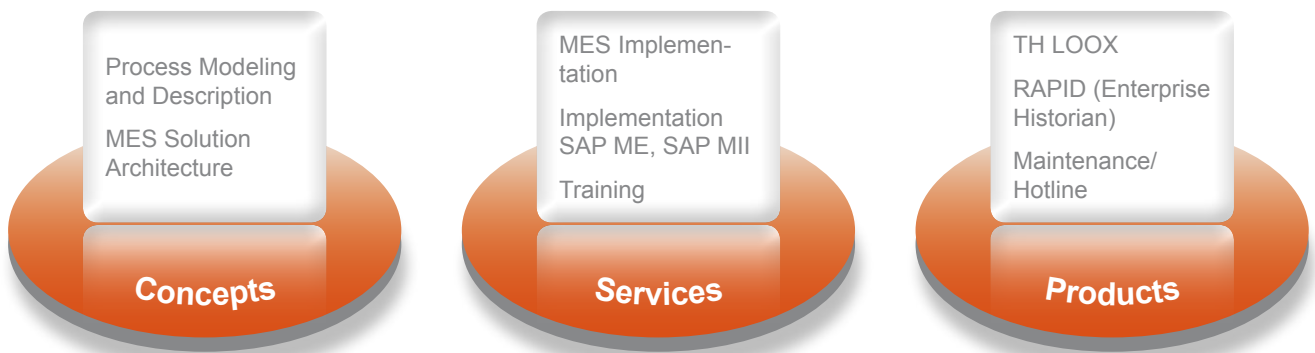 Process Modeling
and Description
MES Solution
Architecture
Concepts
MES Implemen-
tation
Implementation
SAP ME, SAP MII
Training
Services
TH LOOX
RAPID (Enterprise
Historian)
Maintenance/
Hotline
Products